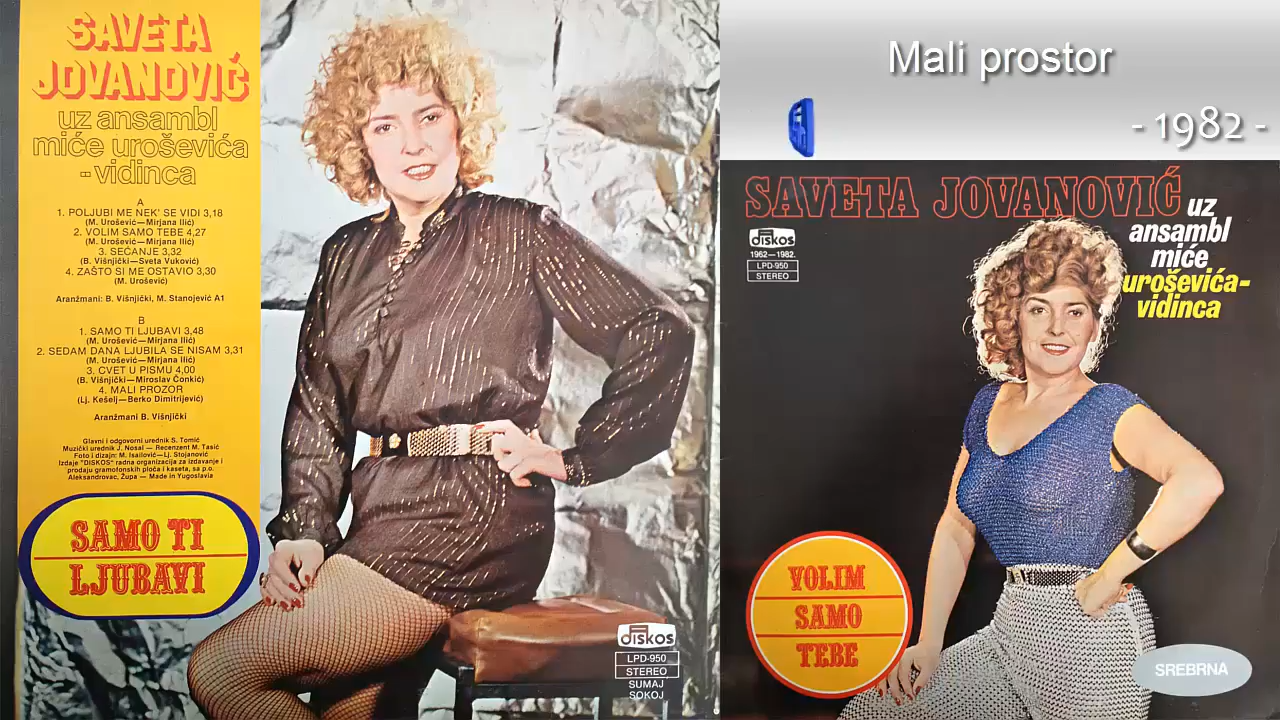 SAVETA
JOVANOVIĆ
uz ansambl
miće uroševića
-vidinca
A
1. POLJUBI ME NEK' SE VIDI 3,18
(M. Urošević—Mirjana Ilić)
2. VOLIM SAMO TEBE 4,27
(M. Urošević—Mirjana Ilić)
3. SEĆANJE 3,32
(B. Višnjički—Sveta Vuković)
4. ZAŠTO SI ME OSTAVIO 3,30
(M. Urošević)
Aranžmani: B. Višnjički, M. Stanojević A1
B
1. SAMO TI LJUBAVI 3,48
(M. Urošević—Mirjana Ilić)
2. SEDAM DANA LJUBILA SE NISAM 3,31
(M. Urošević—Mirjana Ilić)
3. CVET U PISMU 4,00
(B. Višnjički—Miroslav Čonkić)
4. MALI PROZOR
(Lj. Kešelj—Berko Dimitrijević)
Aranžmani B. Višnjički
Glavni i odgovorni urednik S. Tomić
Muzički urednik J. Nosal — Recenzent M. Tasić
Foto i dizajn: M. Isailović—Lj. Stojanović
Izdaje "DISKOS" radna organizacija za izdavanje i
prodaju gramofonskih ploča i kaseta, sa p.o.
Aleksandrovac, Župa — Made in Yugoslavia
SAMO TI
LJUBAVI
diskos
LPD-950
STEREO
SUMAJ
SOKOJ
Mali prostor
- 1982 -
SAVETA JOVANOVIĆ uz
ansambl
miće
uroševića-
vidinca
diskos
1962—1982.
LPD-950
STEREO
VOLIM
SAMO
TEBE
SREBRNA